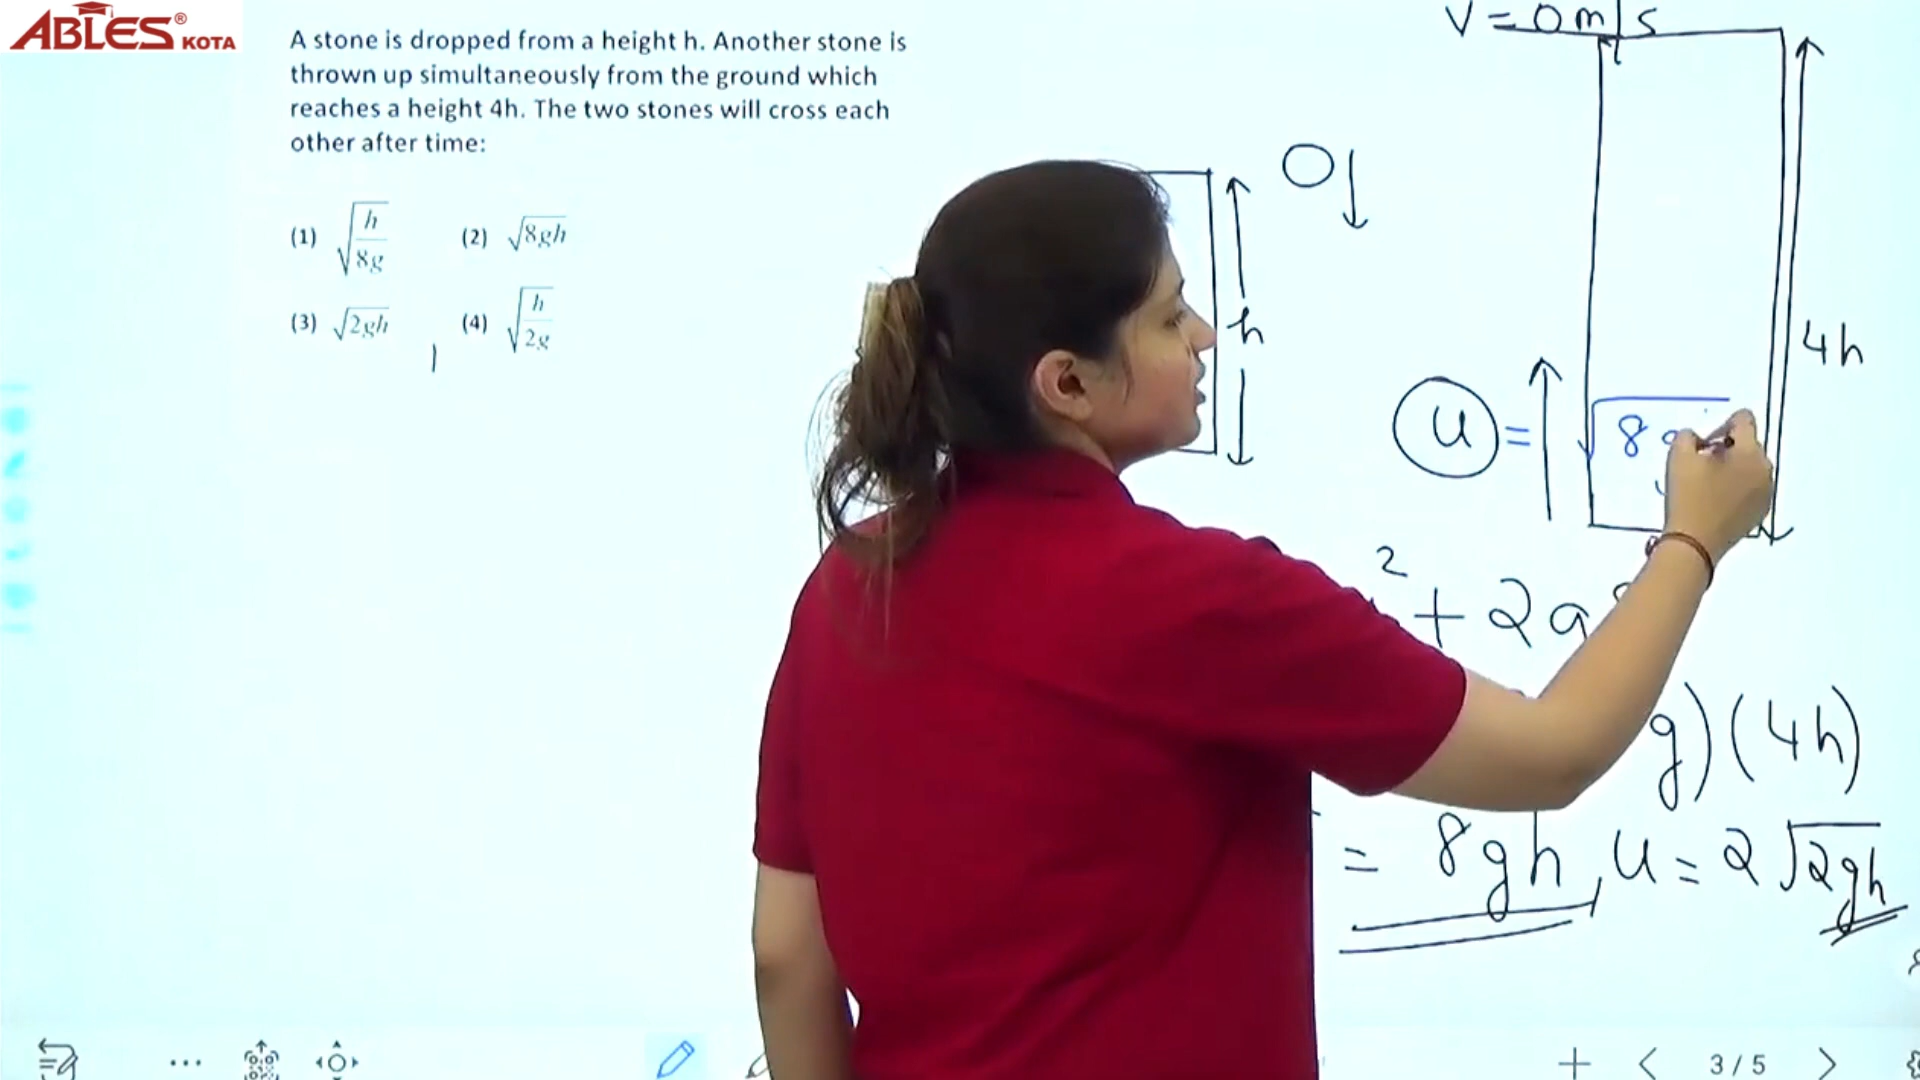 ABLES® KOTA
A stone is dropped from a height h. Another stone is
thrown up simultaneously from the ground which
reaches a height 4h. The two stones will cross each
other after time:
(1) √(h/8g) (2) √8gh
(3) √2gh (4) √(h/2g)
V = 0 m/s
h
4h
u = √8
2 + 2a
g) (4h)
= 8gh, u = 2√2gh
3 / 5